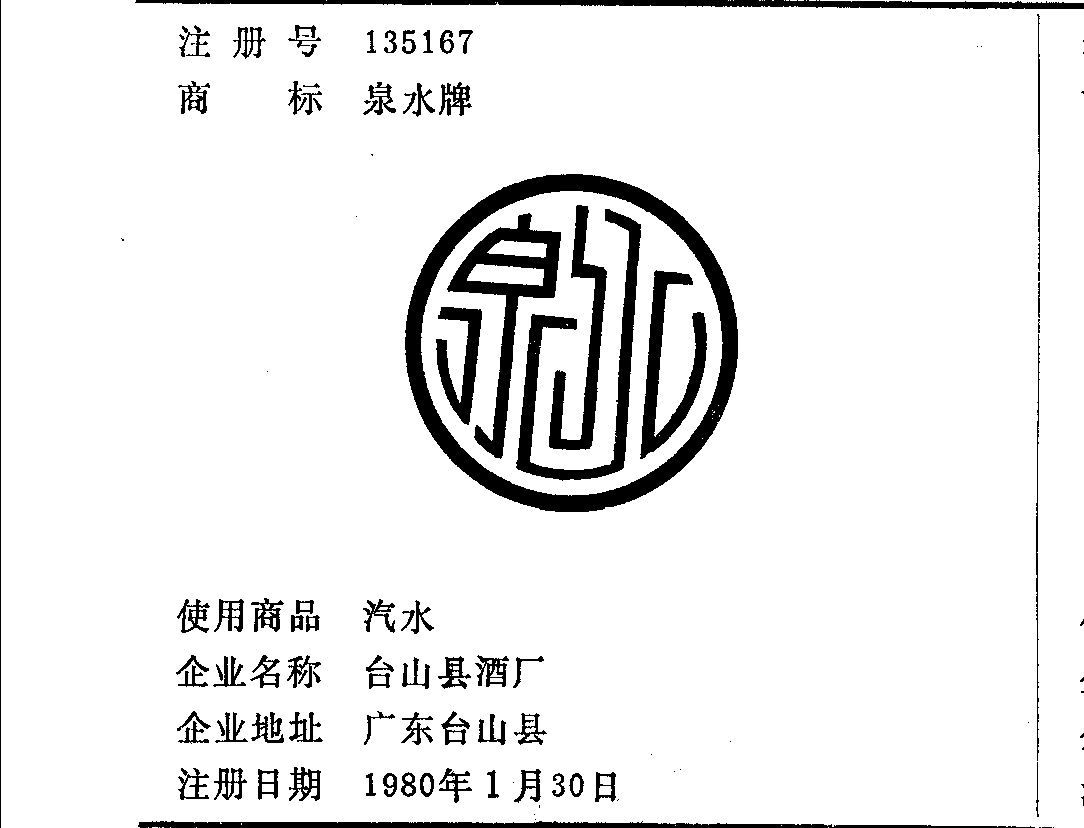 注册号 135167
商标 泉水牌
泉水
使用商品 汽水
企业名称 台山县酒厂
企业地址 广东台山县
注册日期 1980年1月30日